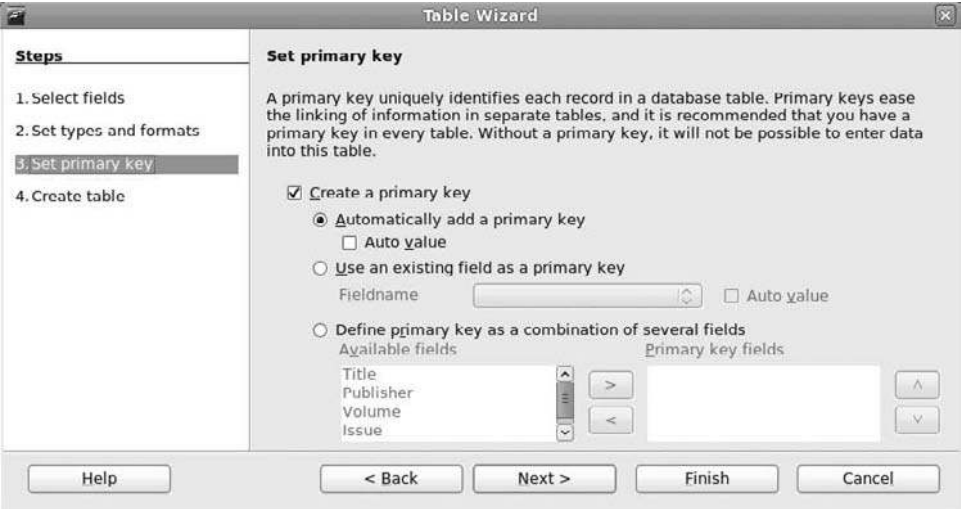 Table Wizard
Steps
1. Select fields
2. Set types and formats
3. Set primary key
4. Create table
Set primary key
A primary key uniquely identifies each record in a database table. Primary keys ease
the linking of information in separate tables, and it is recommended that you have a
primary key in every table. Without a primary key, it will not be possible to enter data
into this table.
Create a primary key
Automatically add a primary key
Auto value
Use an existing field as a primary key
Fieldname
Auto value
Define primary key as a combination of several fields
Available fields
Primary key fields
Title
Publisher
Volume
Issue
>
<
Help
< Back
Next >
Finish
Cancel